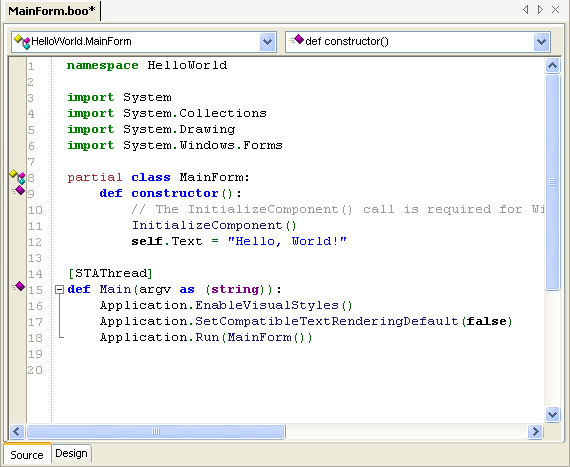 MainForm.boo*
HelloWorld.MainForm
def constructor()
1 namespace HelloWorld
2
3 import System
4 import System.Collections
5 import System.Drawing
6 import System.Windows.Forms
7
8 partial class MainForm:
9     def constructor():
10         // The InitializeComponent() call is required for Wi
11         InitializeComponent()
12         self.Text = "Hello, World!"
13
14 [STAThread]
15 def Main(argv as (string)):
16     Application.EnableVisualStyles()
17     Application.SetCompatibleTextRenderingDefault(false)
18     Application.Run(MainForm())
19
20
Source Design